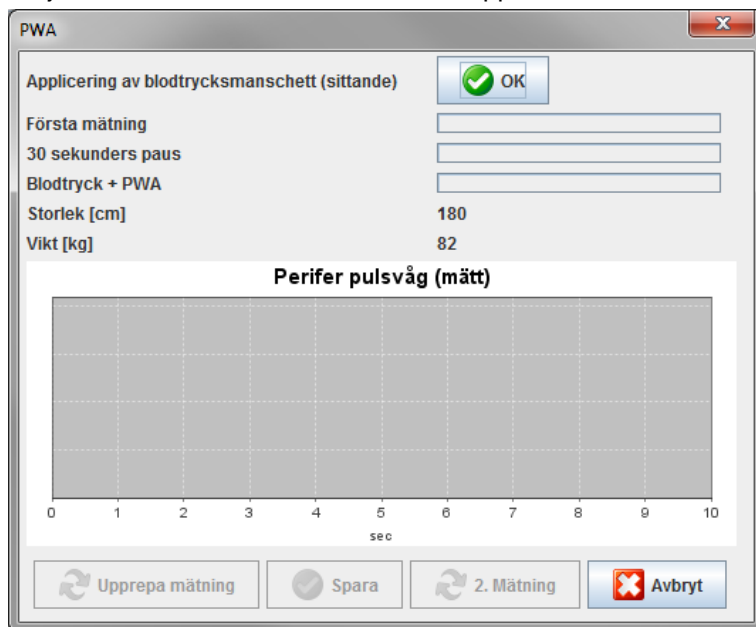 PWA
Applicering av blodtrycksmanschett (sittande) OK
Första mätning
30 sekunders paus
Blodtryck + PWA
Storlek [cm] 180
Vikt [kg] 82
Perifer pulsvåg (mätt)
0 1 2 3 4 5 6 7 8 9 10
sec
Upprepa mätning Spara 2. Mätning Avbryt